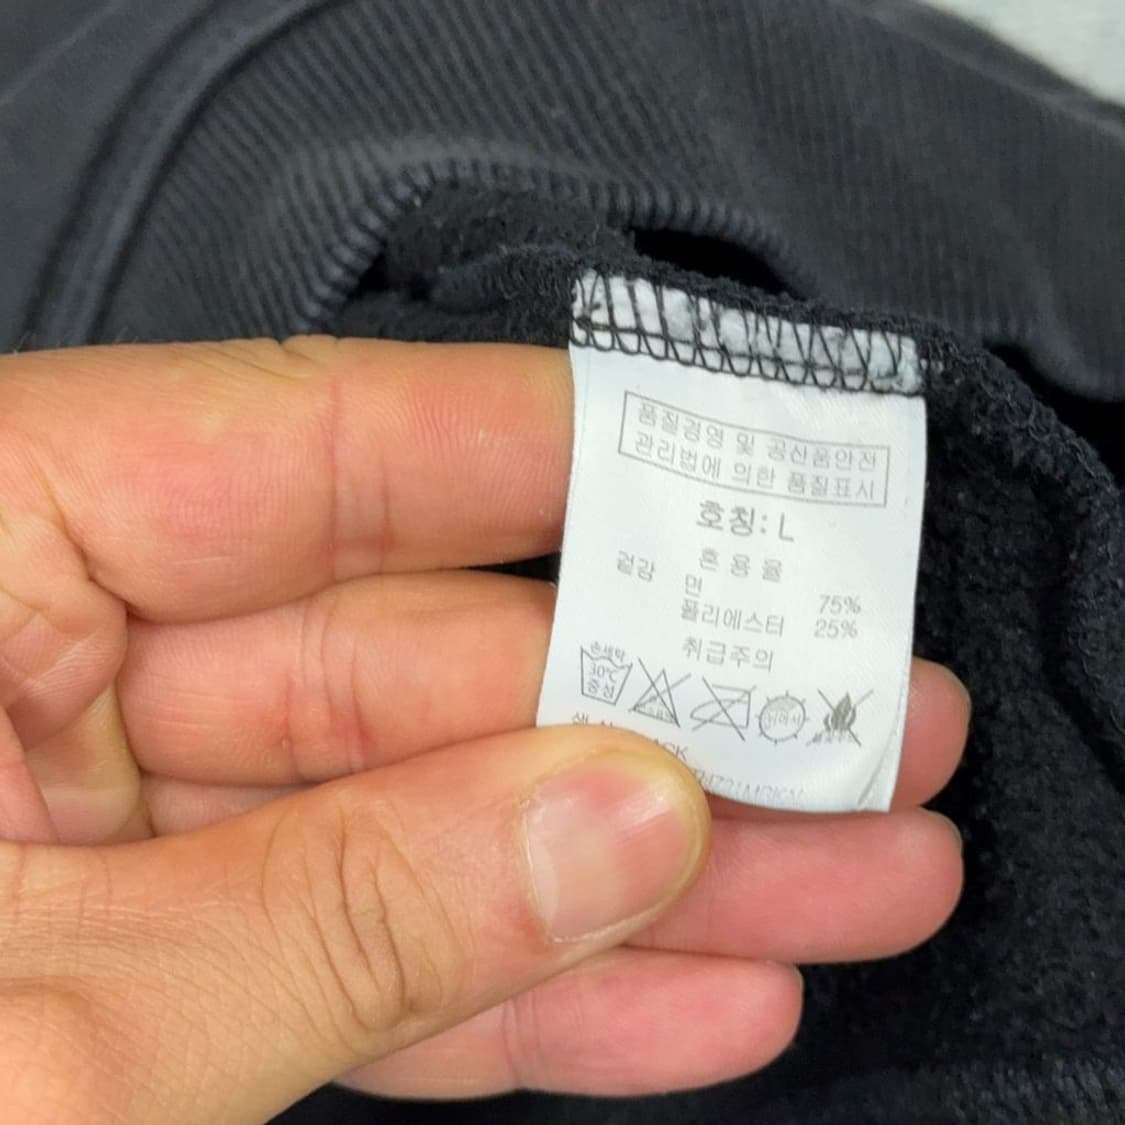 품질경영 및 공산품안전
관리법에 의한 품질표시
호칭: L
혼용율
겉감
면 75%
폴리에스터 25%
취급주의
손세탁
30℃
중성